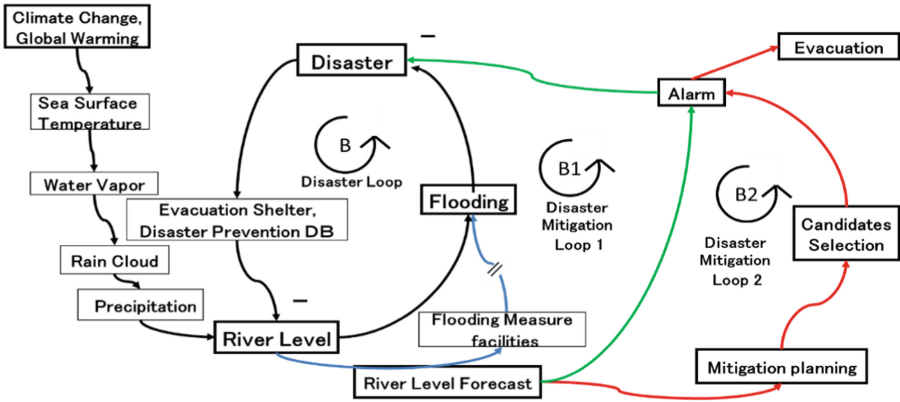 Climate Change,
Global Warming
Sea Surface
Temperature
Water Vapor
Rain Cloud
Precipitation
Disaster
–
B
Disaster Loop
Evacuation Shelter,
Disaster Prevention DB
–
River Level
Flooding
Flooding Measure
facilities
River Level Forecast
B1
Disaster
Mitigation
Loop 1
Evacuation
Alarm
B2
Disaster
Mitigation
Loop 2
Candidates
Selection
Mitigation planning